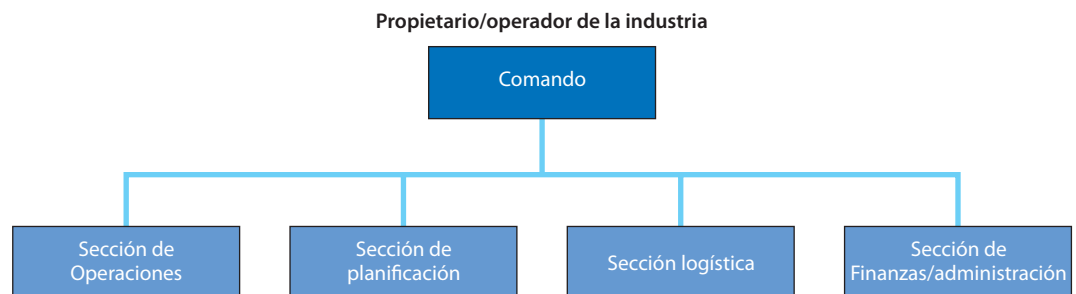 Propietario/operador de la industria
Comando
Sección de
Operaciones
Sección de
planificación
Sección logística
Sección de
Finanzas/administración